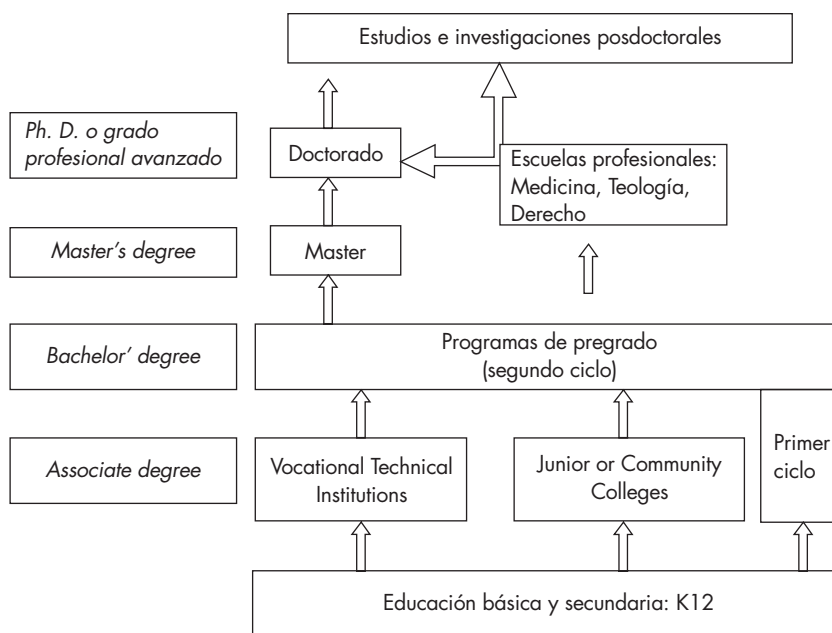 Estudios e investigaciones posdoctorales
Ph. D. o grado
profesional avanzado
Doctorado
Escuelas profesionales:
Medicina, Teología,
Derecho
Master's degree
Master
Bachelor' degree
Programas de pregrado
(segundo ciclo)
Associate degree
Vocational Technical
Institutions
Junior or Community
Colleges
Primer
ciclo
Educación básica y secundaria: K12